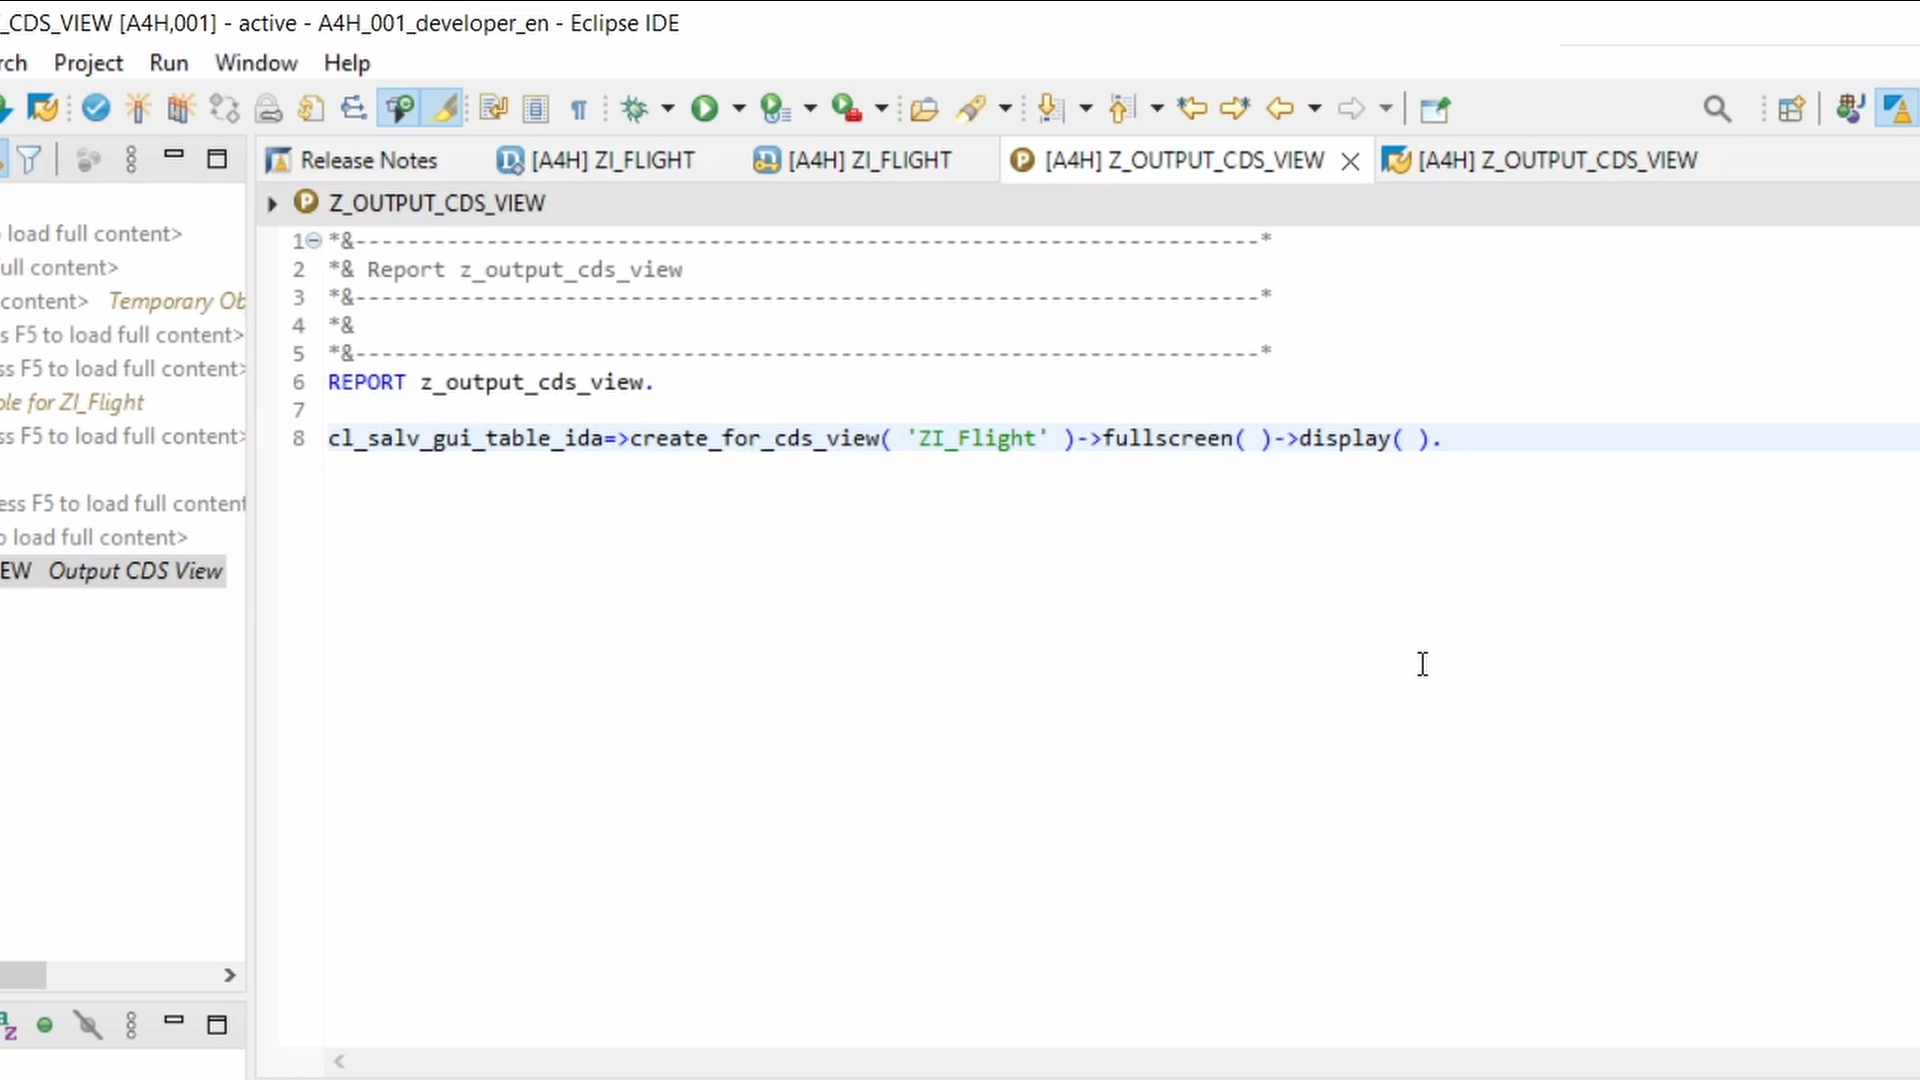 _CDS_VIEW [A4H,001] - active - A4H_001_developer_en - Eclipse IDE
rch Project Run Window Help
Release Notes [A4H] ZI_FLIGHT [A4H] ZI_FLIGHT [A4H] Z_OUTPUT_CDS_VIEW [A4H] Z_OUTPUT_CDS_VIEW
Z_OUTPUT_CDS_VIEW
o load full content>
ull content>
content> Temporary Ob
s F5 to load full content>
ss F5 to load full content>
ole for ZI_Flight
ss F5 to load full content>
ess F5 to load full content
o load full content>
EW Output CDS View
1 *&---------------------------------------------------------------------*
2 *& Report z_output_cds_view
3 *&---------------------------------------------------------------------*
4 *&
5 *&---------------------------------------------------------------------*
6 REPORT z_output_cds_view.
7
8 cl_salv_gui_table_ida=>create_for_cds_view( 'ZI_Flight' )->fullscreen( )->display( ).